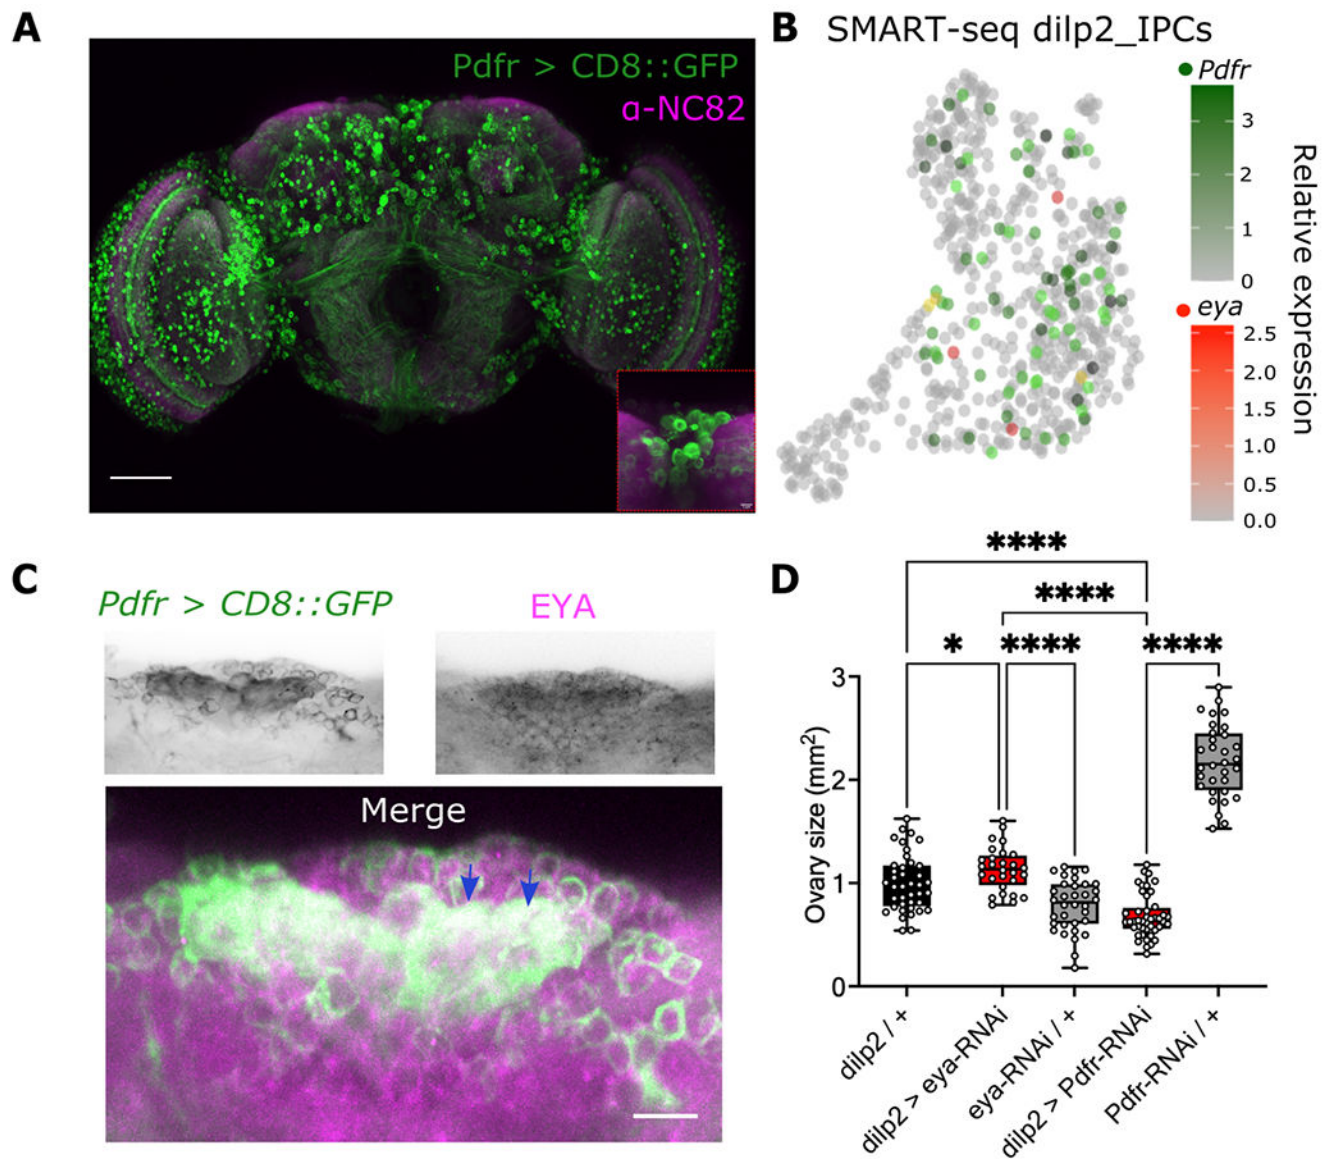 A
Pdfr > CD8::GFP
α-NC82
B SMART-seq dilp2_IPCs
Pdfr
3
2
1
0
eya
2.5
2.0
1.5
1.0
0.5
0.0
Relative expression
C
Pdfr > CD8::GFP
EYA
Merge
D
****
****
* **** ****
Ovary size (mm²)
3
2
1
0
dilp2 / +
dilp2 > eya-RNAi
eya-RNAi / +
dilp2 > Pdfr-RNAi
Pdfr-RNAi / +